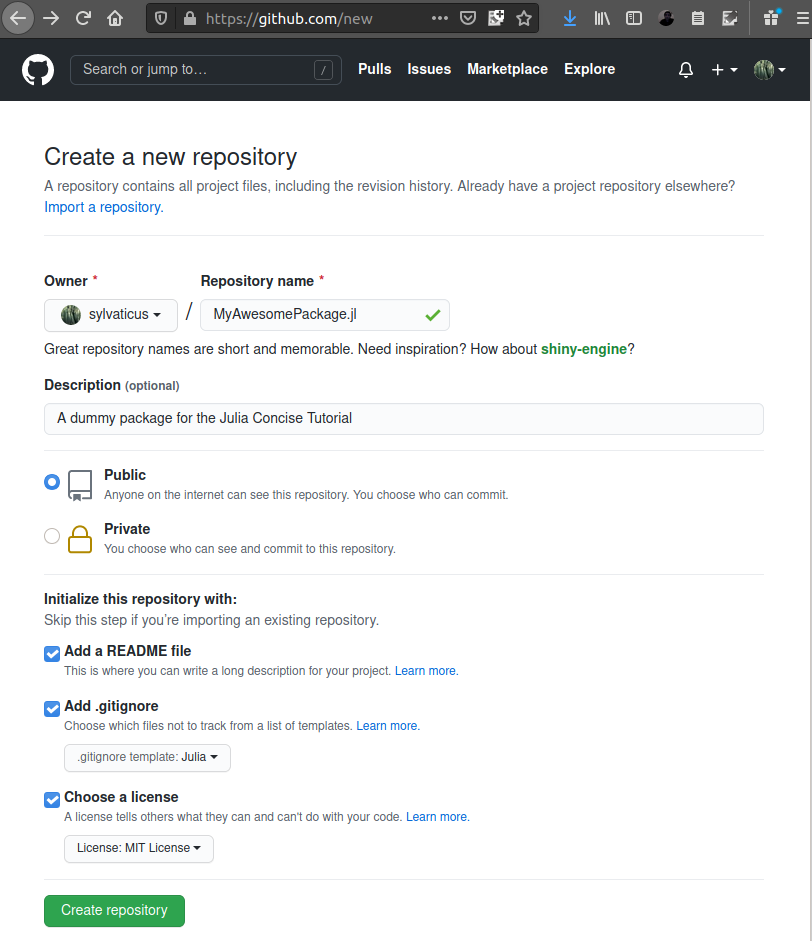 https://github.com/new
Search or jump to…
/
Pulls Issues Marketplace Explore
Create a new repository
A repository contains all project files, including the revision history. Already have a project repository elsewhere?
Import a repository.
Owner * Repository name *
sylvaticus / MyAwesomePackage.jl
Great repository names are short and memorable. Need inspiration? How about shiny-engine?
Description (optional)
A dummy package for the Julia Concise Tutorial
Public
Anyone on the internet can see this repository. You choose who can commit.
Private
You choose who can see and commit to this repository.
Initialize this repository with:
Skip this step if you’re importing an existing repository.
Add a README file
This is where you can write a long description for your project. Learn more.
Add .gitignore
Choose which files not to track from a list of templates. Learn more.
.gitignore template: Julia
Choose a license
A license tells others what they can and can't do with your code. Learn more.
License: MIT License
Create repository